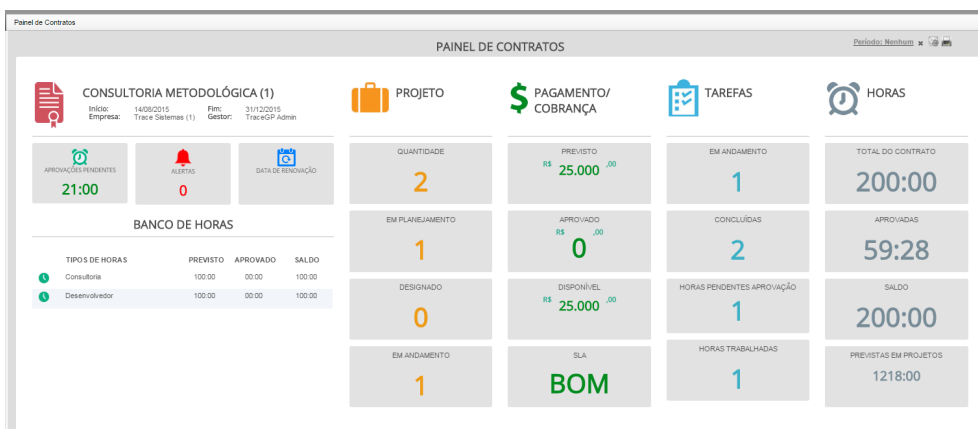 Painel de Contratos
PAINEL DE CONTRATOS
Período: Nenhum x
CONSULTORIA METODOLÓGICA (1)
Início: 14/08/2015 Fim: 31/12/2015
Empresa: Trace Sistemas (1) Gestor: TraceGP Admin
APROVAÇÕES PENDENTES
21:00
ALERTAS
0
DATA DE RENOVAÇÃO
BANCO DE HORAS
TIPOS DE HORAS PREVISTO APROVADO SALDO
Consultoria 100:00 00:00 100:00
Desenvolvedor 100:00 00:00 100:00
PROJETO
QUANTIDADE
2
EM PLANEJAMENTO
1
DESIGNADO
0
EM ANDAMENTO
1
PAGAMENTO/
COBRANÇA
PREVISTO
R$ 25.000 ,00
APROVADO
R$ ,00
0
DISPONÍVEL
R$ 25.000 ,00
SLA
BOM
TAREFAS
EM ANDAMENTO
1
CONCLUÍDAS
2
HORAS PENDENTES APROVAÇÃO
1
HORAS TRABALHADAS
1
HORAS
TOTAL DO CONTRATO
200:00
APROVADAS
59:28
SALDO
200:00
PREVISTAS EM PROJETOS
1218:00